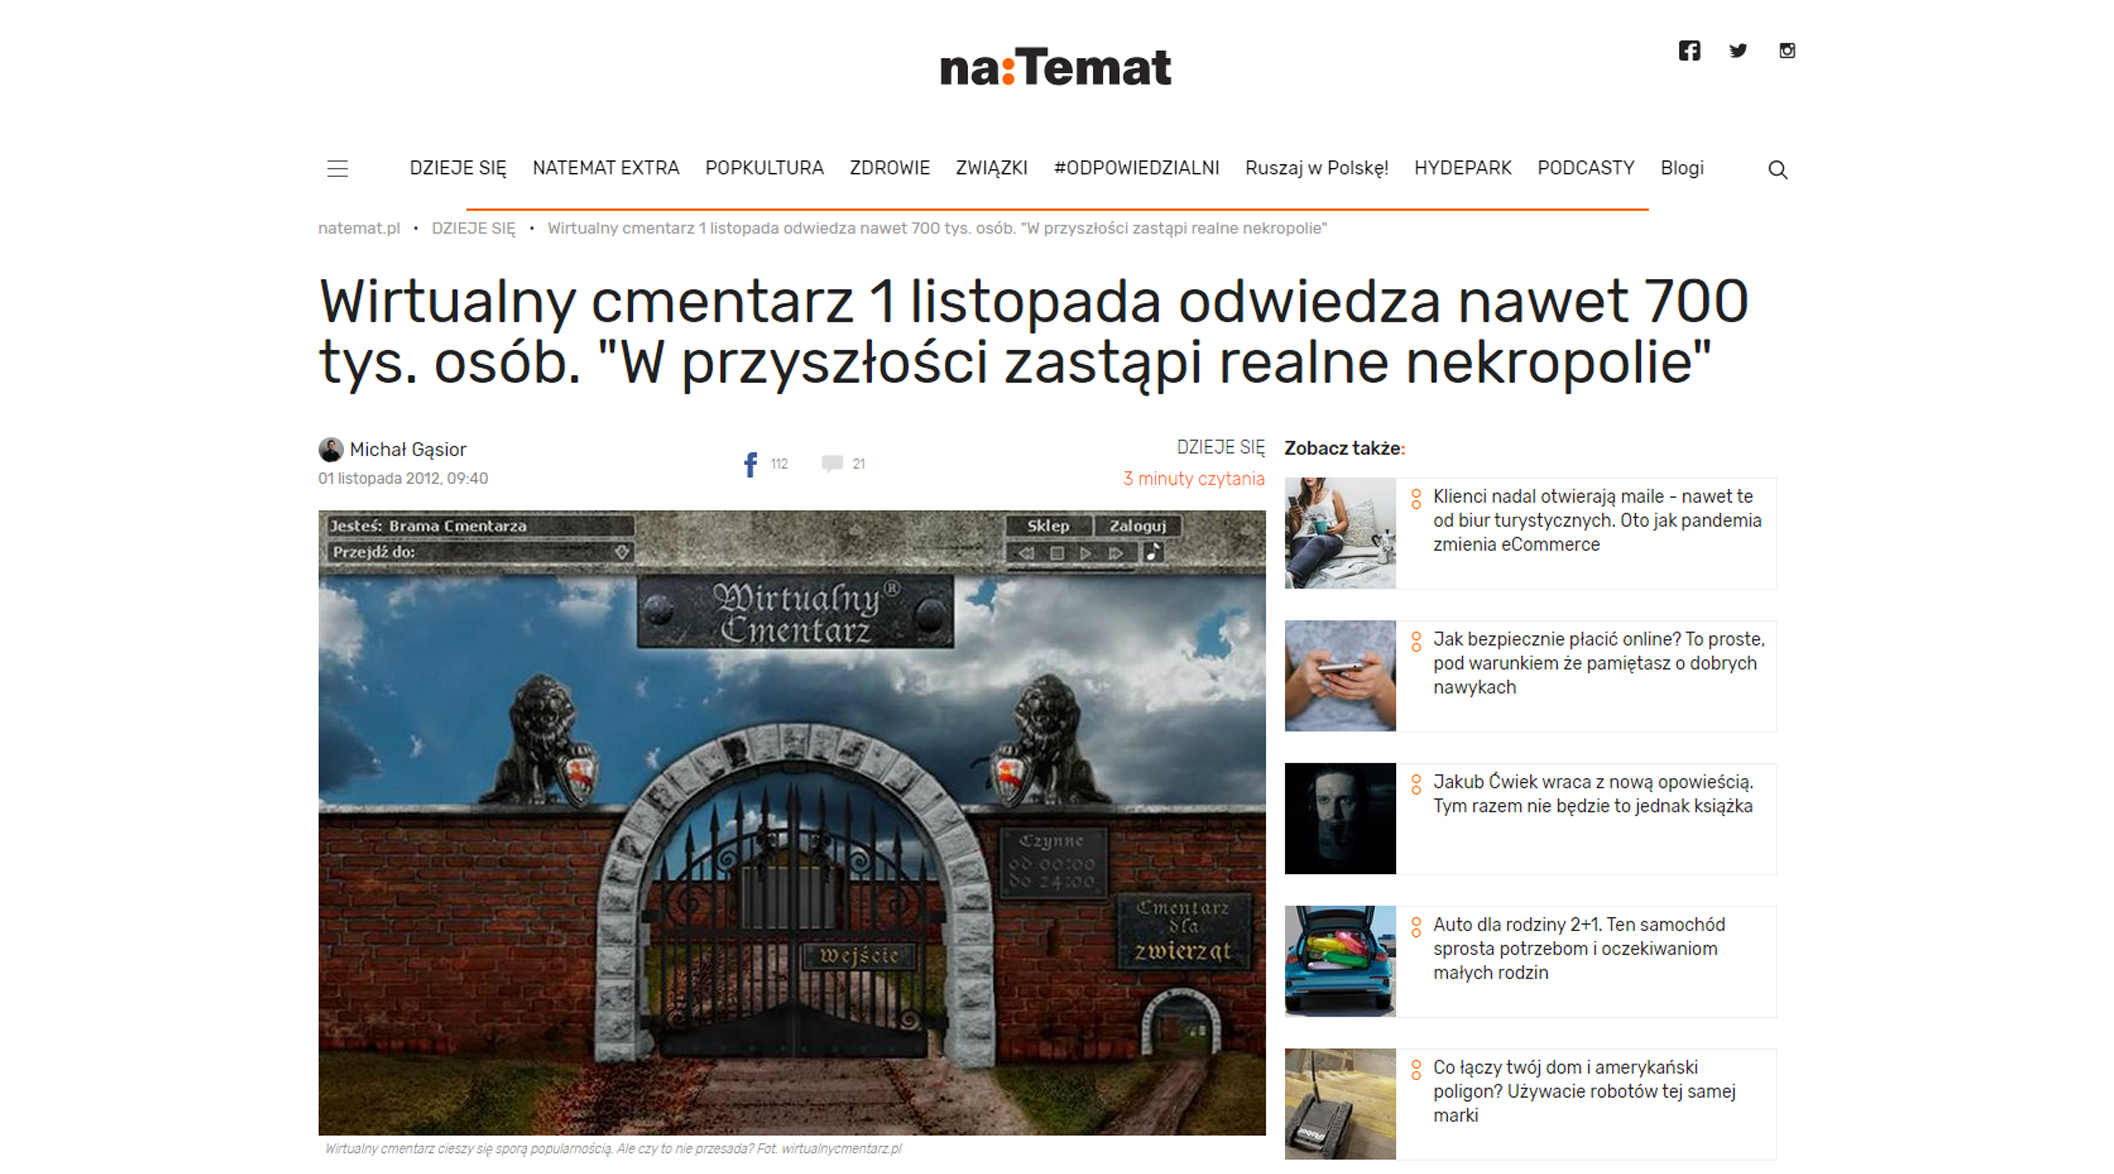 na:Temat
DZIEJE SIĘ NATEMAT EXTRA POPKULTURA ZDROWIE ZWIĄZKI #ODPOWIEDZIALNI Ruszaj w Polskę! HYDEPARK PODCASTY Blogi
natemat.pl • DZIEJE SIĘ • Wirtualny cmentarz 1 listopada odwiedza nawet 700 tys. osób. "W przyszłości zastąpi realne nekropolie"
Wirtualny cmentarz 1 listopada odwiedza nawet 700
tys. osób. "W przyszłości zastąpi realne nekropolie"
Michał Gąsior
01 listopada 2012, 09:40
112 21
DZIEJE SIĘ
3 minuty czytania
Jesteś: Brama Cmentarza
Przejdź do:
Sklep Zaloguj
Wirtualny®
Cmentarz
Czynne
od 00:00
do 24:00
Cmentarz
dla
zwierząt
Wejście
Wirtualny cmentarz cieszy się sporą popularnością. Ale czy to nie przesada? Fot. wirtualnycmentarz.pl
Zobacz także:
Klienci nadal otwierają maile - nawet te
od biur turystycznych. Oto jak pandemia
zmienia eCommerce
Jak bezpiecznie płacić online? To proste,
pod warunkiem że pamiętasz o dobrych
nawykach
Jakub Ćwiek wraca z nową opowieścią.
Tym razem nie będzie to jednak książka
Auto dla rodziny 2+1. Ten samochód
sprosta potrzebom i oczekiwaniom
małych rodzin
Co łączy twój dom i amerykański
poligon? Używacie robotów tej samej
marki
iRobot